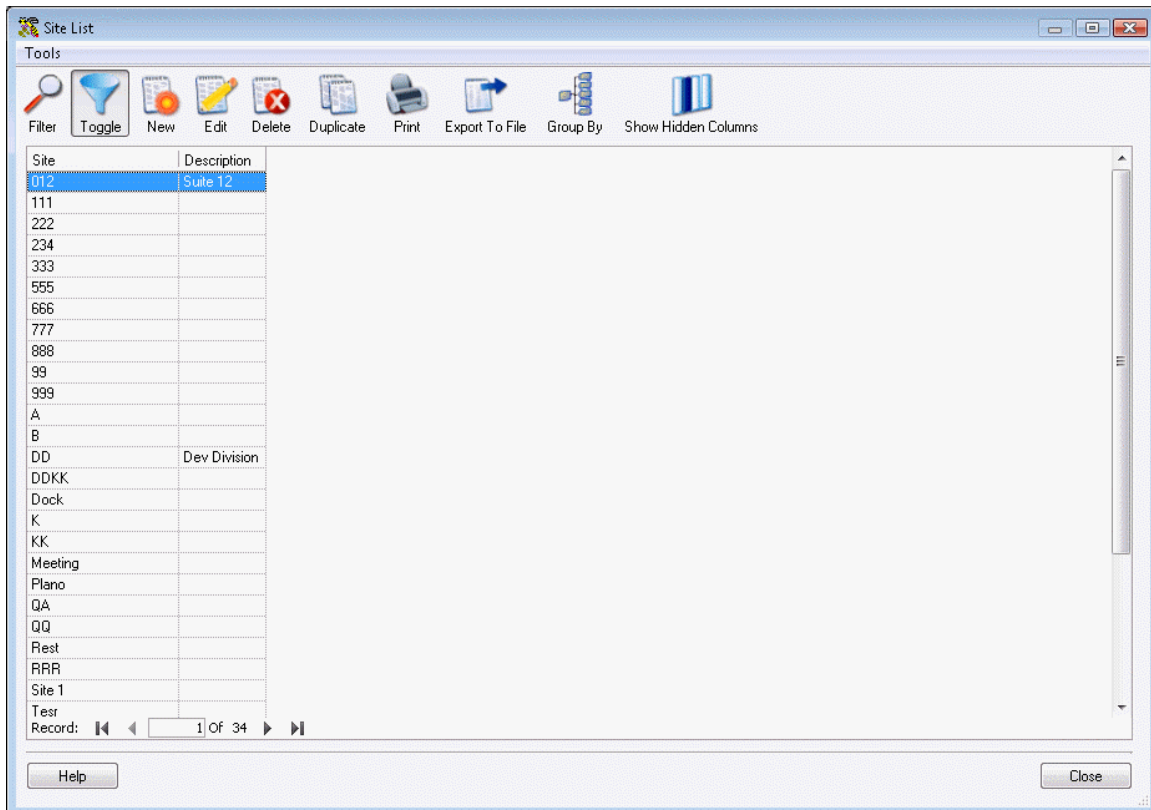 Site List
Tools
Filter Toggle New Edit Delete Duplicate Print Export To File Group By Show Hidden Columns
Site Description
012 Suite 12
111
222
234
333
555
666
777
888
99
999
A
B
DD Dev Division
DDKK
Dock
K
KK
Meeting
Plano
QA
QQ
Rest
RRR
Site 1
Tesr
Record: 1 Of 34
Help Close